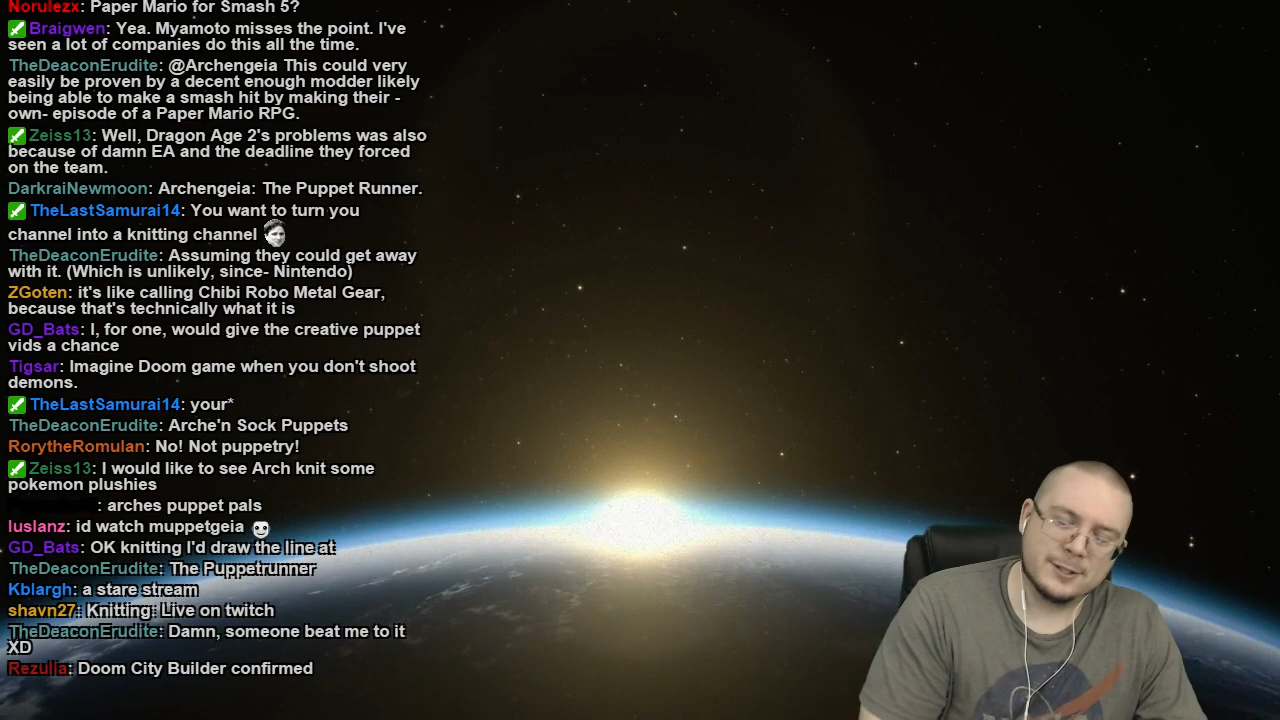 Norulezx: Paper Mario for Smash 5?
Braigwen: Yea. Myamoto misses the point. I've
seen a lot of companies do this all the time.
TheDeaconErudite: @Archengeia This could very
easily be proven by a decent enough modder likely
being able to make a smash hit by making their -
own- episode of a Paper Mario RPG.
Zeiss13: Well, Dragon Age 2's problems was also
because of damn EA and the deadline they forced
on the team.
DarkraiNewmoon: Archengeia: The Puppet Runner.
TheLastSamurai14: You want to turn you
channel into a knitting channel
TheDeaconErudite: Assuming they could get away
with it. (Which is unlikely, since- Nintendo)
ZGoten: it's like calling Chibi Robo Metal Gear,
because that's technically what it is
GD_Bats: I, for one, would give the creative puppet
vids a chance
Tigsar: Imagine Doom game when you don't shoot
demons.
TheLastSamurai14: your*
TheDeaconErudite: Arche'n Sock Puppets
RorytheRomulan: No! Not puppetry!
Zeiss13: I would like to see Arch knit some
pokemon plushies
: arches puppet pals
luslanz: id watch muppetgeia
GD_Bats: OK knitting I'd draw the line at
TheDeaconErudite: The Puppetrunner
Kblargh: a stare stream
shavn27: Knitting: Live on twitch
TheDeaconErudite: Damn, someone beat me to it
XD
Rezulia: Doom City Builder confirmed